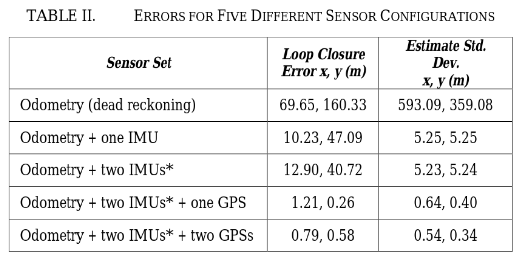 TABLE II. ERRORS FOR FIVE DIFFERENT SENSOR CONFIGURATIONS
Sensor Set
Loop Closure
Error x, y (m)
Estimate Std.
Dev.
x, y (m)
Odometry (dead reckoning) 69.65, 160.33 593.09, 359.08
Odometry + one IMU 10.23, 47.09 5.25, 5.25
Odometry + two IMUs* 12.90, 40.72 5.23, 5.24
Odometry + two IMUs* + one GPS 1.21, 0.26 0.64, 0.40
Odometry + two IMUs* + two GPSs 0.79, 0.58 0.54, 0.34